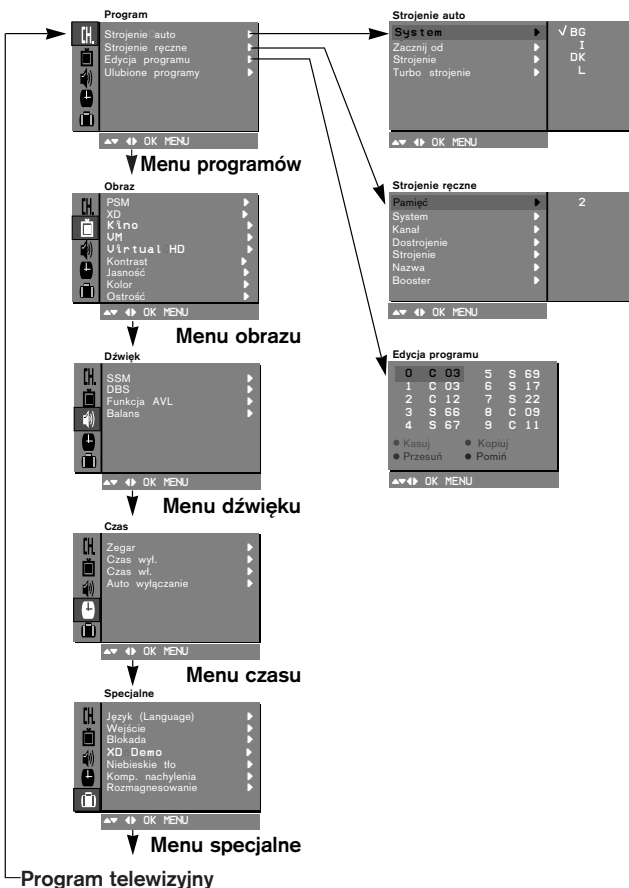 Program
CH.
Strojenie auto
Strojenie ręczne
Edycja programu
Ulubione programy
OK MENU
Menu programów
Obraz
CH.
PSM
XD
Kino
VM
Virtual HD
Kontrast
Jasność
Kolor
Ostrość
OK MENU
Menu obrazu
Dźwięk
CH.
SSM
DBS
Funkcja AVL
Balans
OK MENU
Menu dźwięku
Czas
CH.
Zegar
Czas wył.
Czas wł.
Auto wyłączanie
OK MENU
Menu czasu
Specjalne
CH.
Język (Language)
Wejście
Blokada
XD Demo
Niebieskie tło
Komp. nachylenia
Rozmagnesowanie
OK MENU
Menu specjalne
Program telewizyjny
Strojenie auto
System √ BG
Zacznij od I
Strojenie DK
Turbo strojenie L
OK MENU
Strojenie ręczne
Pamięć 2
System
Kanał
Dostrojenie
Strojenie
Nazwa
Booster
OK MENU
Edycja programu
0 C 03 5 S 69
1 C 03 6 S 17
2 C 12 7 S 22
3 S 66 8 C 09
4 S 67 9 C 11
Kasuj Kopiuj
Przesuń Pomiń
OK MENU